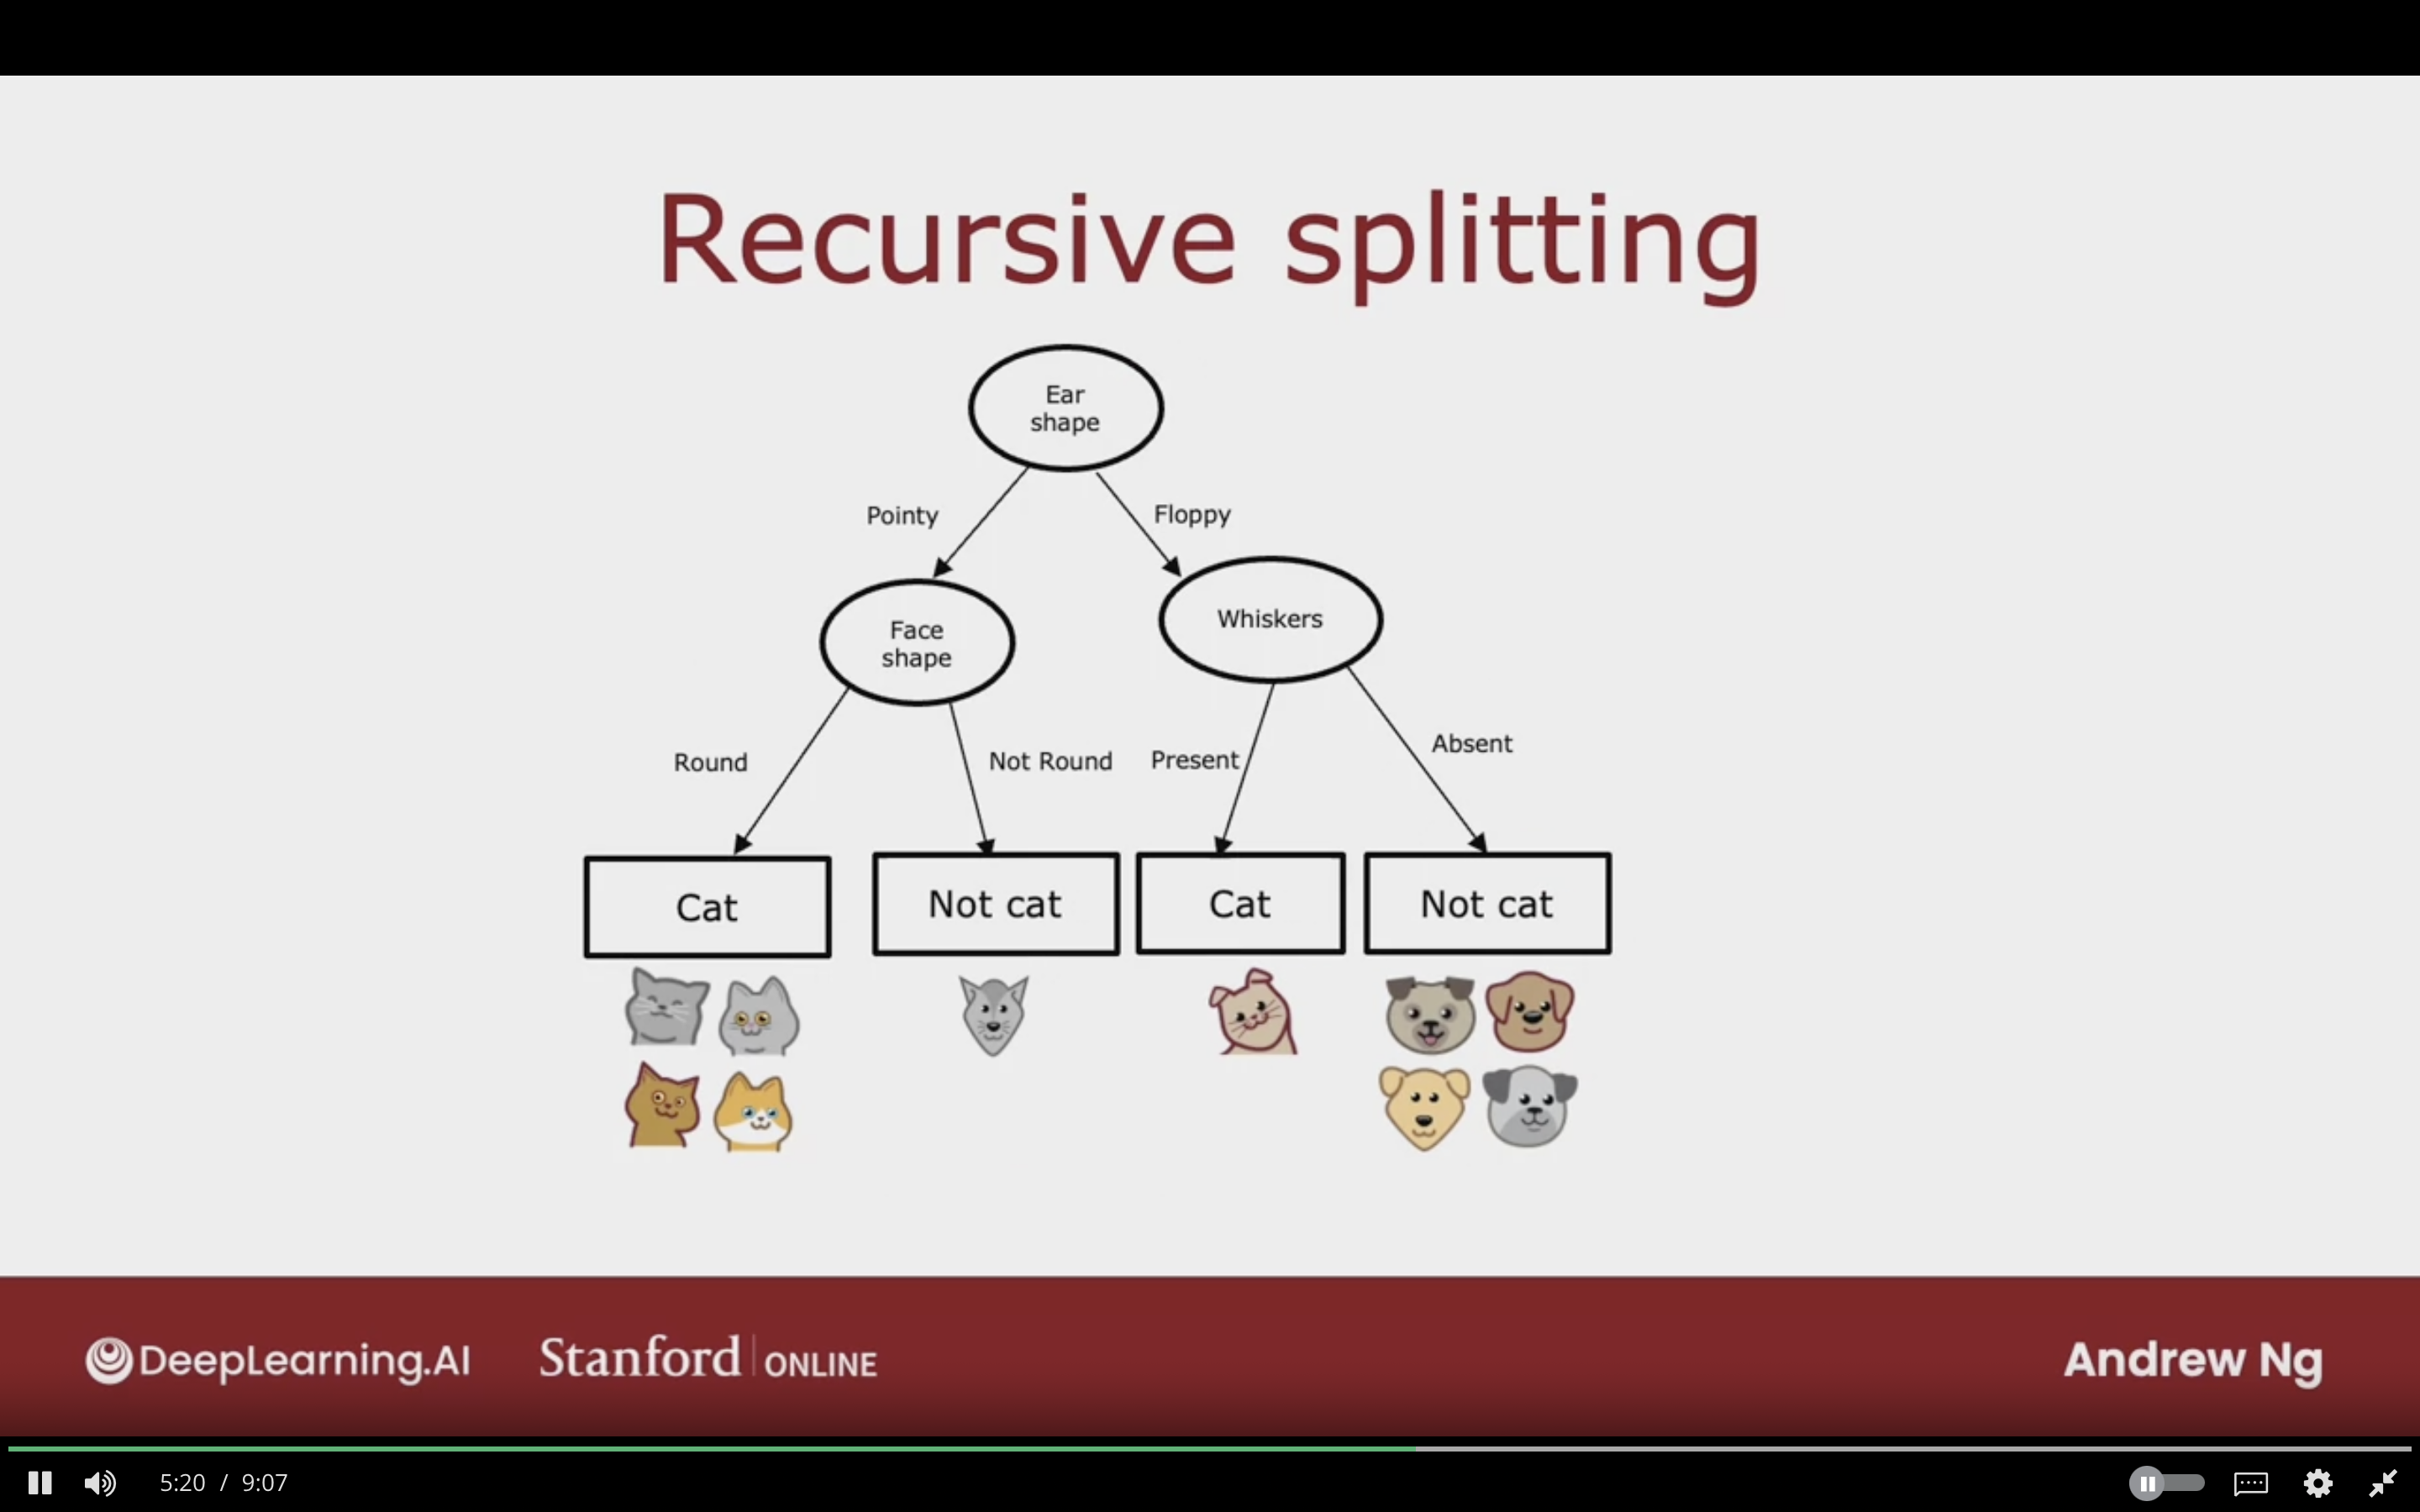 Recursive splitting
Ear
shape
Pointy
Floppy
Face
shape
Whiskers
Round
Not Round
Present
Absent
Cat
Not cat
Cat
Not cat
DeepLearning.AI
Stanford ONLINE
Andrew Ng
5:20 / 9:07